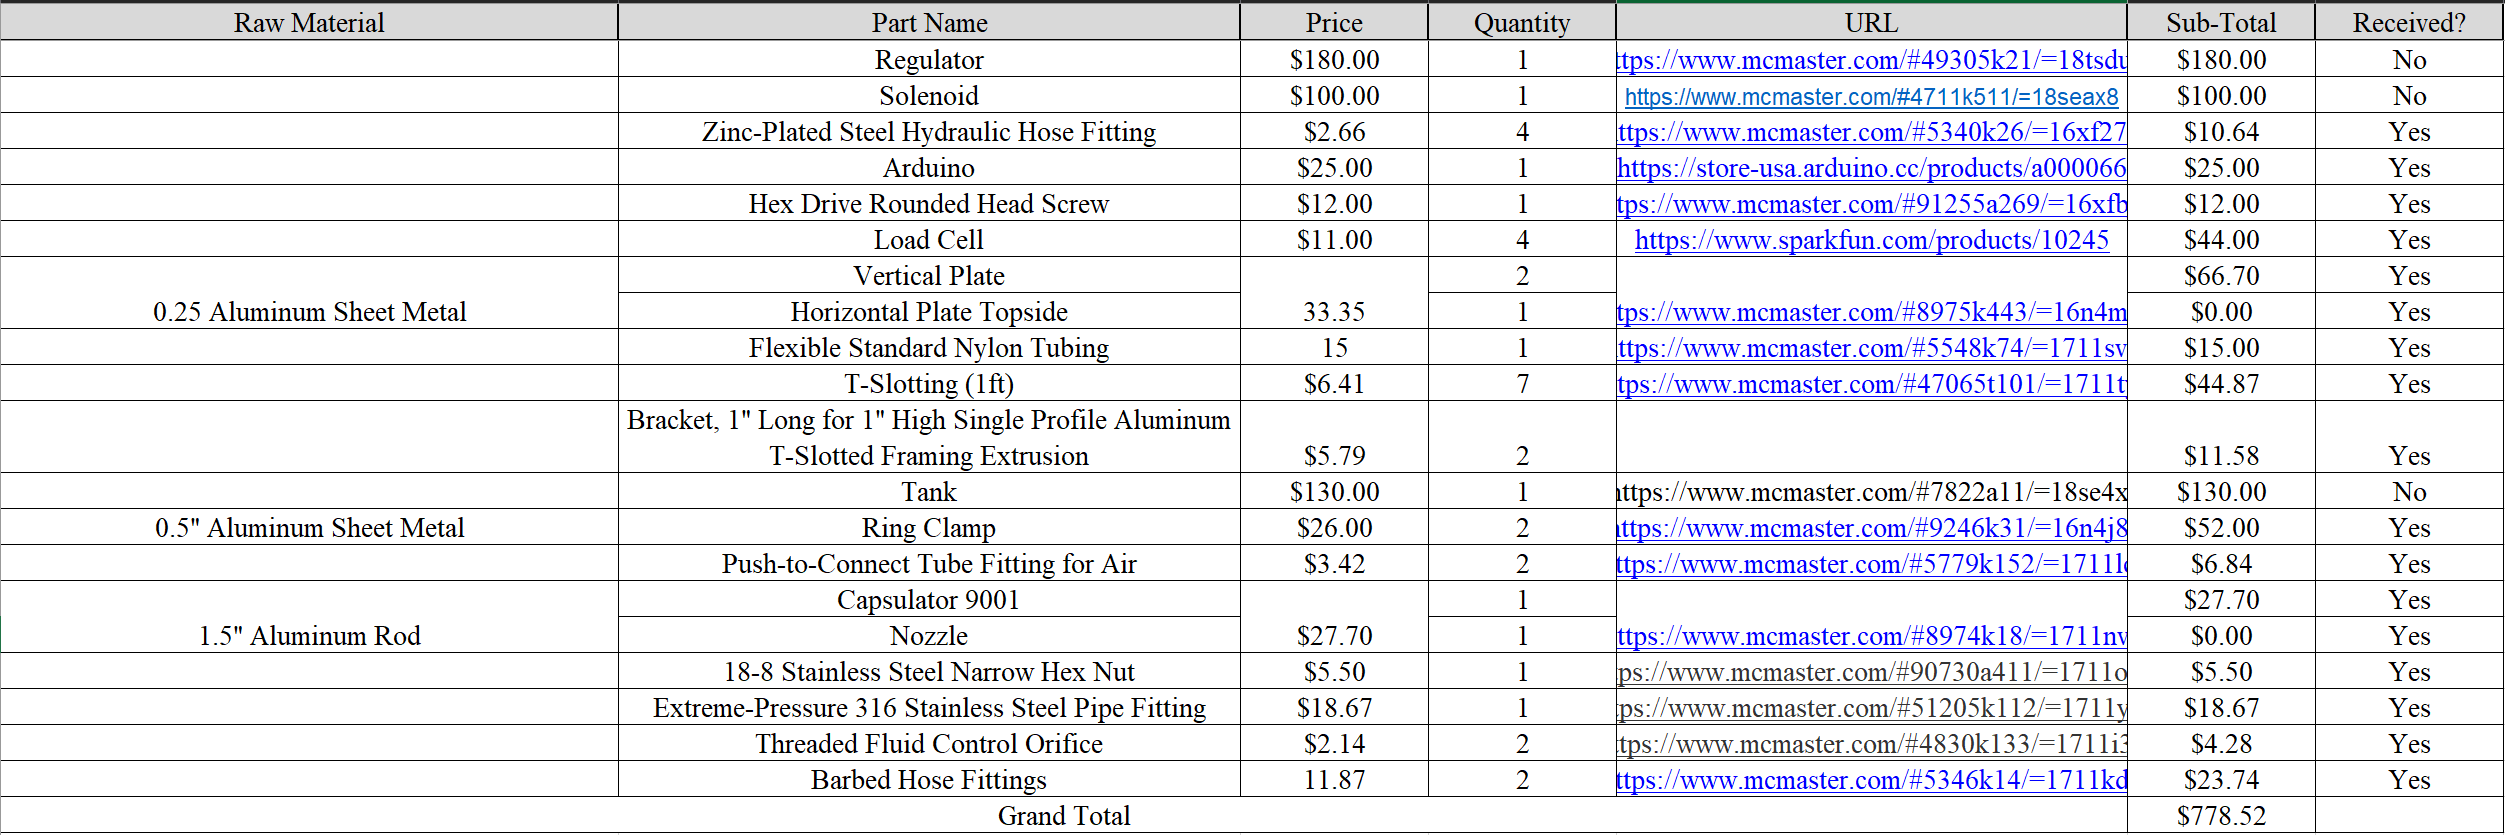 Raw Material Part Name Price Quantity URL Sub-Total Received?
Regulator $180.00 1 ttps://www.mcmaster.com/#49305k21/=18tsdu $180.00 No
Solenoid $100.00 1 https://www.mcmaster.com/#4711k511/=18seax8 $100.00 No
Zinc-Plated Steel Hydraulic Hose Fitting $2.66 4 ttps://www.mcmaster.com/#5340k26/=16xf27 $10.64 Yes
Arduino $25.00 1 https://store-usa.arduino.cc/products/a000066 $25.00 Yes
Hex Drive Rounded Head Screw $12.00 1 tps://www.mcmaster.com/#91255a269/=16xfb $12.00 Yes
Load Cell $11.00 4 https://www.sparkfun.com/products/10245 $44.00 Yes
Vertical Plate 2 $66.70 Yes
0.25 Aluminum Sheet Metal Horizontal Plate Topside 33.35 1 tps://www.mcmaster.com/#8975k443/=16n4m $0.00 Yes
Flexible Standard Nylon Tubing 15 1 ttps://www.mcmaster.com/#5548k74/=1711sv $15.00 Yes
T-Slotting (1ft) $6.41 7 tps://www.mcmaster.com/#47065t101/=1711t $44.87 Yes
Bracket, 1" Long for 1" High Single Profile Aluminum
T-Slotted Framing Extrusion $5.79 2 $11.58 Yes
Tank $130.00 1 https://www.mcmaster.com/#7822a11/=18se4x $130.00 No
0.5" Aluminum Sheet Metal Ring Clamp $26.00 2 ttps://www.mcmaster.com/#9246k31/=16n4j8 $52.00 Yes
Push-to-Connect Tube Fitting for Air $3.42 2 ttps://www.mcmaster.com/#5779k152/=1711l $6.84 Yes
Capsulator 9001 1 $27.70 Yes
1.5" Aluminum Rod Nozzle $27.70 1 ttps://www.mcmaster.com/#8974k18/=1711nv $0.00 Yes
18-8 Stainless Steel Narrow Hex Nut $5.50 1 ps://www.mcmaster.com/#90730a411/=1711o $5.50 Yes
Extreme-Pressure 316 Stainless Steel Pipe Fitting $18.67 1 ps://www.mcmaster.com/#51205k112/=1711y $18.67 Yes
Threaded Fluid Control Orifice $2.14 2 ttps://www.mcmaster.com/#4830k133/=1711i3 $4.28 Yes
Barbed Hose Fittings 11.87 2 ttps://www.mcmaster.com/#5346k14/=1711kd $23.74 Yes
Grand Total $778.52